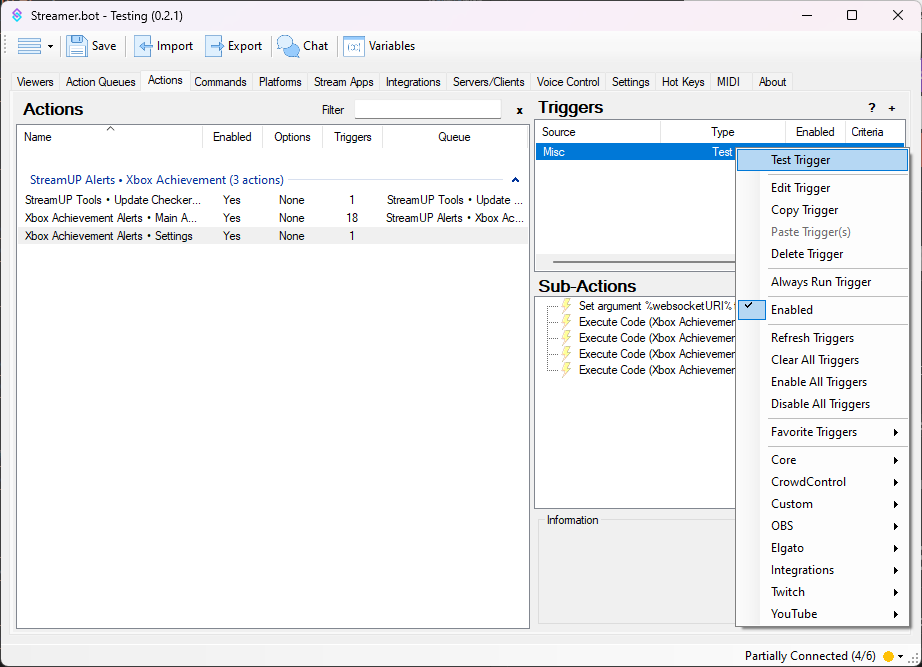 Streamer.bot - Testing (0.2.1)
Save Import Export Chat Variables
Viewers Action Queues Actions Commands Platforms Stream Apps Integrations Servers/Clients Voice Control Settings Hot Keys MIDI About
Actions Filter x
Name Enabled Options Triggers Queue
StreamUP Alerts • Xbox Achievement (3 actions)
StreamUP Tools • Update Checker... Yes None 1 StreamUP Tools • Update ...
Xbox Achievement Alerts • Main A... Yes None 18 StreamUP Alerts • Xbox Ac...
Xbox Achievement Alerts • Settings Yes None 1
Triggers ? +
Source Type Enabled Criteria
Misc Test
Sub-Actions
Set argument %websocketURI%
Execute Code (Xbox Achievemen
Execute Code (Xbox Achievemen
Execute Code (Xbox Achievemen
Execute Code (Xbox Achievemen
Information
Test Trigger
Edit Trigger
Copy Trigger
Paste Trigger(s)
Delete Trigger
Always Run Trigger
Enabled
Refresh Triggers
Clear All Triggers
Enable All Triggers
Disable All Triggers
Favorite Triggers
Core
CrowdControl
Custom
OBS
Elgato
Integrations
Twitch
YouTube
Partially Connected (4/6)